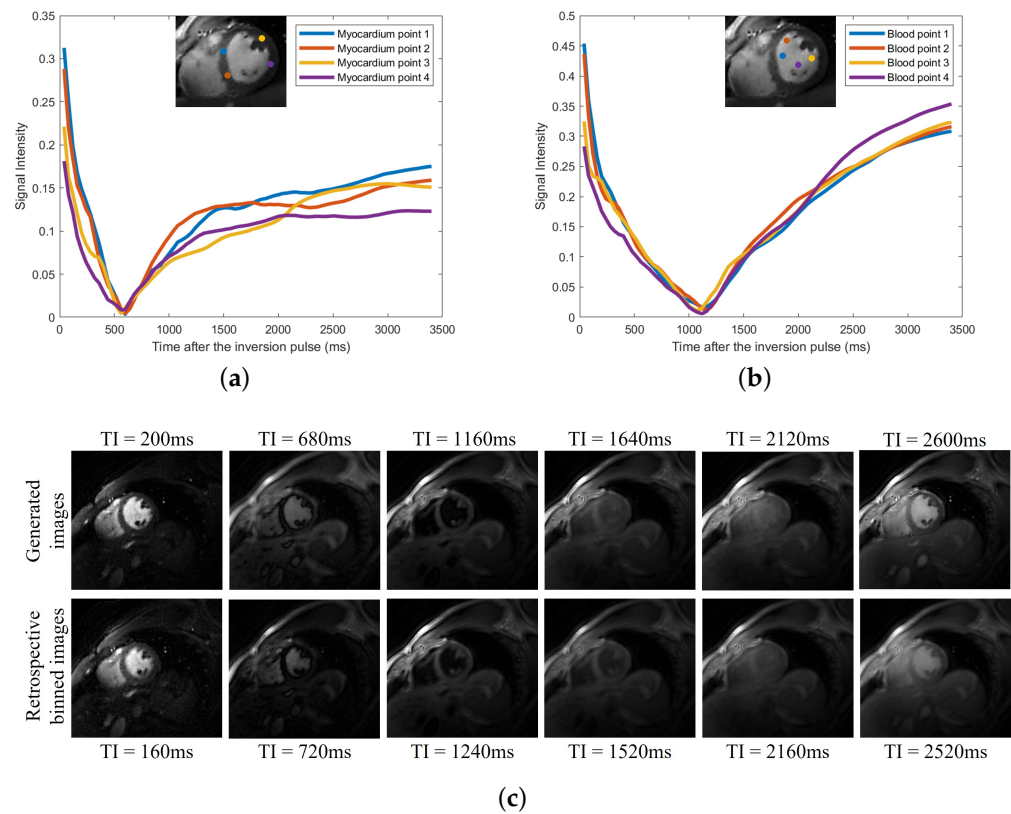 0.35
0.3
0.25
0.2
0.15
0.1
0.05
0
Signal Intensity
0 500 1000 1500 2000 2500 3000 3500
Time after the inversion pulse (ms)
Myocardium point 1
Myocardium point 2
Myocardium point 3
Myocardium point 4
(a)
0.5
0.45
0.4
0.35
0.3
0.25
0.2
0.15
0.1
0.05
0
Signal Intensity
0 500 1000 1500 2000 2500 3000 3500
Time after the inversion pulse (ms)
Blood point 1
Blood point 2
Blood point 3
Blood point 4
(b)
TI = 200ms TI = 680ms TI = 1160ms TI = 1640ms TI = 2120ms TI = 2600ms
Generated
images
Retrospective
binned images
TI = 160ms TI = 720ms TI = 1240ms TI = 1520ms TI = 2160ms TI = 2520ms
(c)